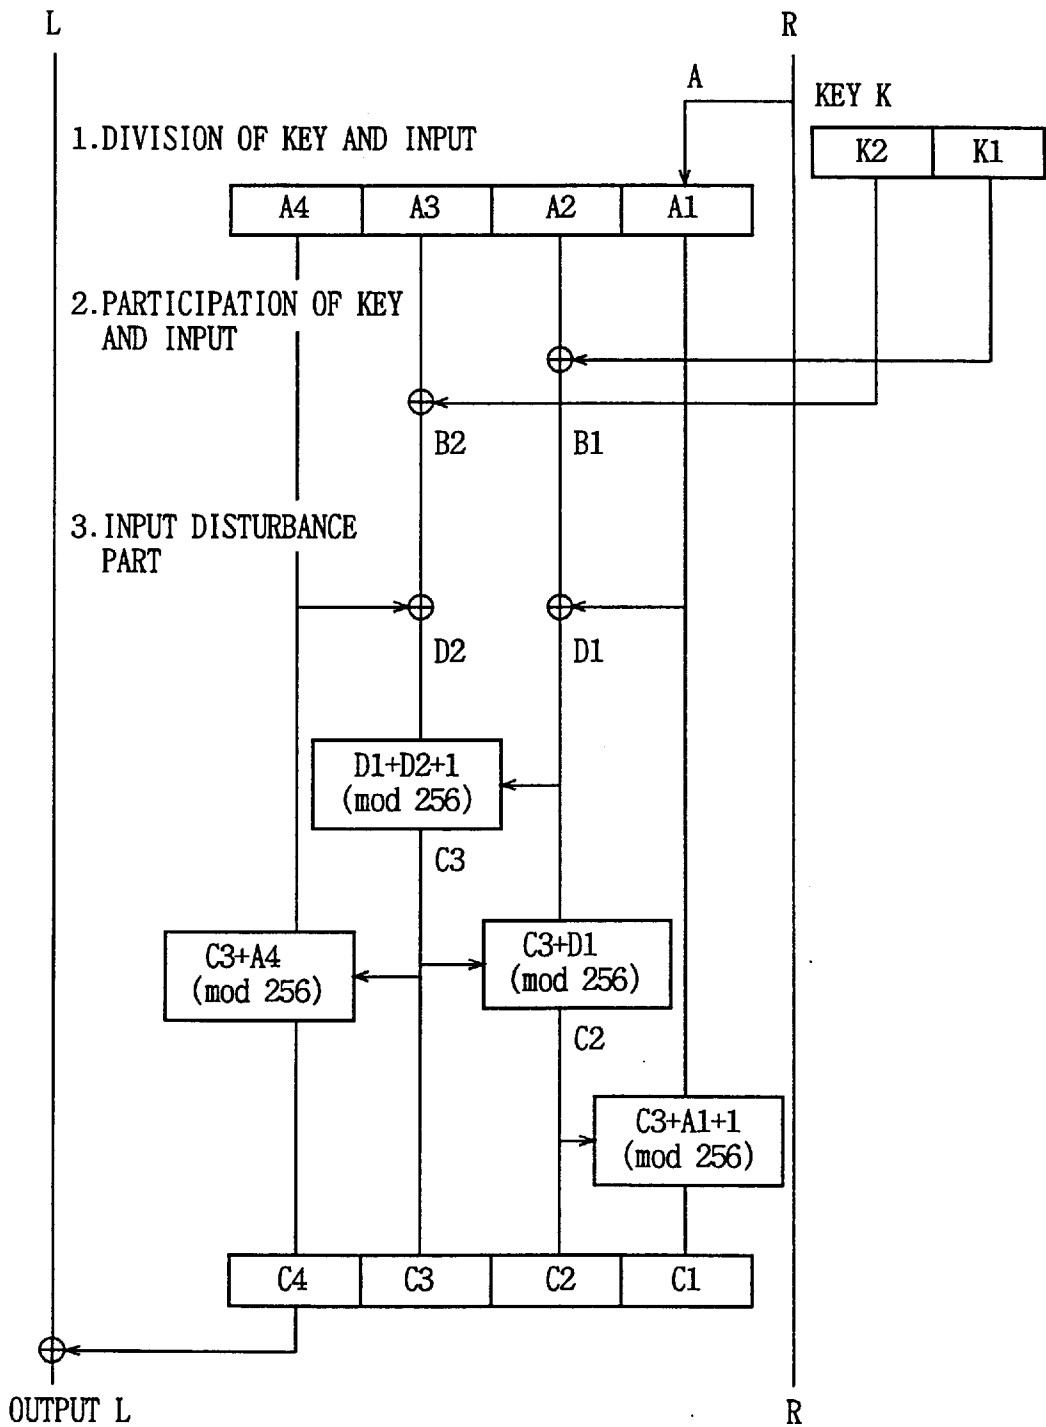 L
R
A
KEY K
1.DIVISION OF KEY AND INPUT
K2
K1
A4
A3
A2
A1
2.PARTICIPATION OF KEY
AND INPUT
B2
B1
3.INPUT DISTURBANCE
PART
D2
D1
D1+D2+1
(mod 256)
C3
C3+A4
(mod 256)
C3+D1
(mod 256)
C2
C3+A1+1
(mod 256)
C4
C3
C2
C1
OUTPUT L
R